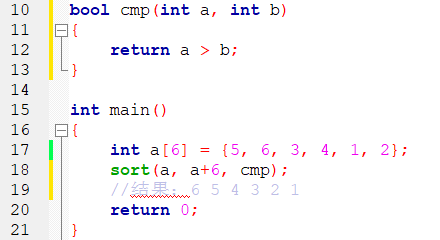 10 bool cmp(int a, int b)
11 {
12 return a > b;
13 }
14
15 int main()
16 {
17 int a[6] = {5, 6, 3, 4, 1, 2};
18 sort(a, a+6, cmp);
19 //结果：6 5 4 3 2 1
20 return 0;
21 }